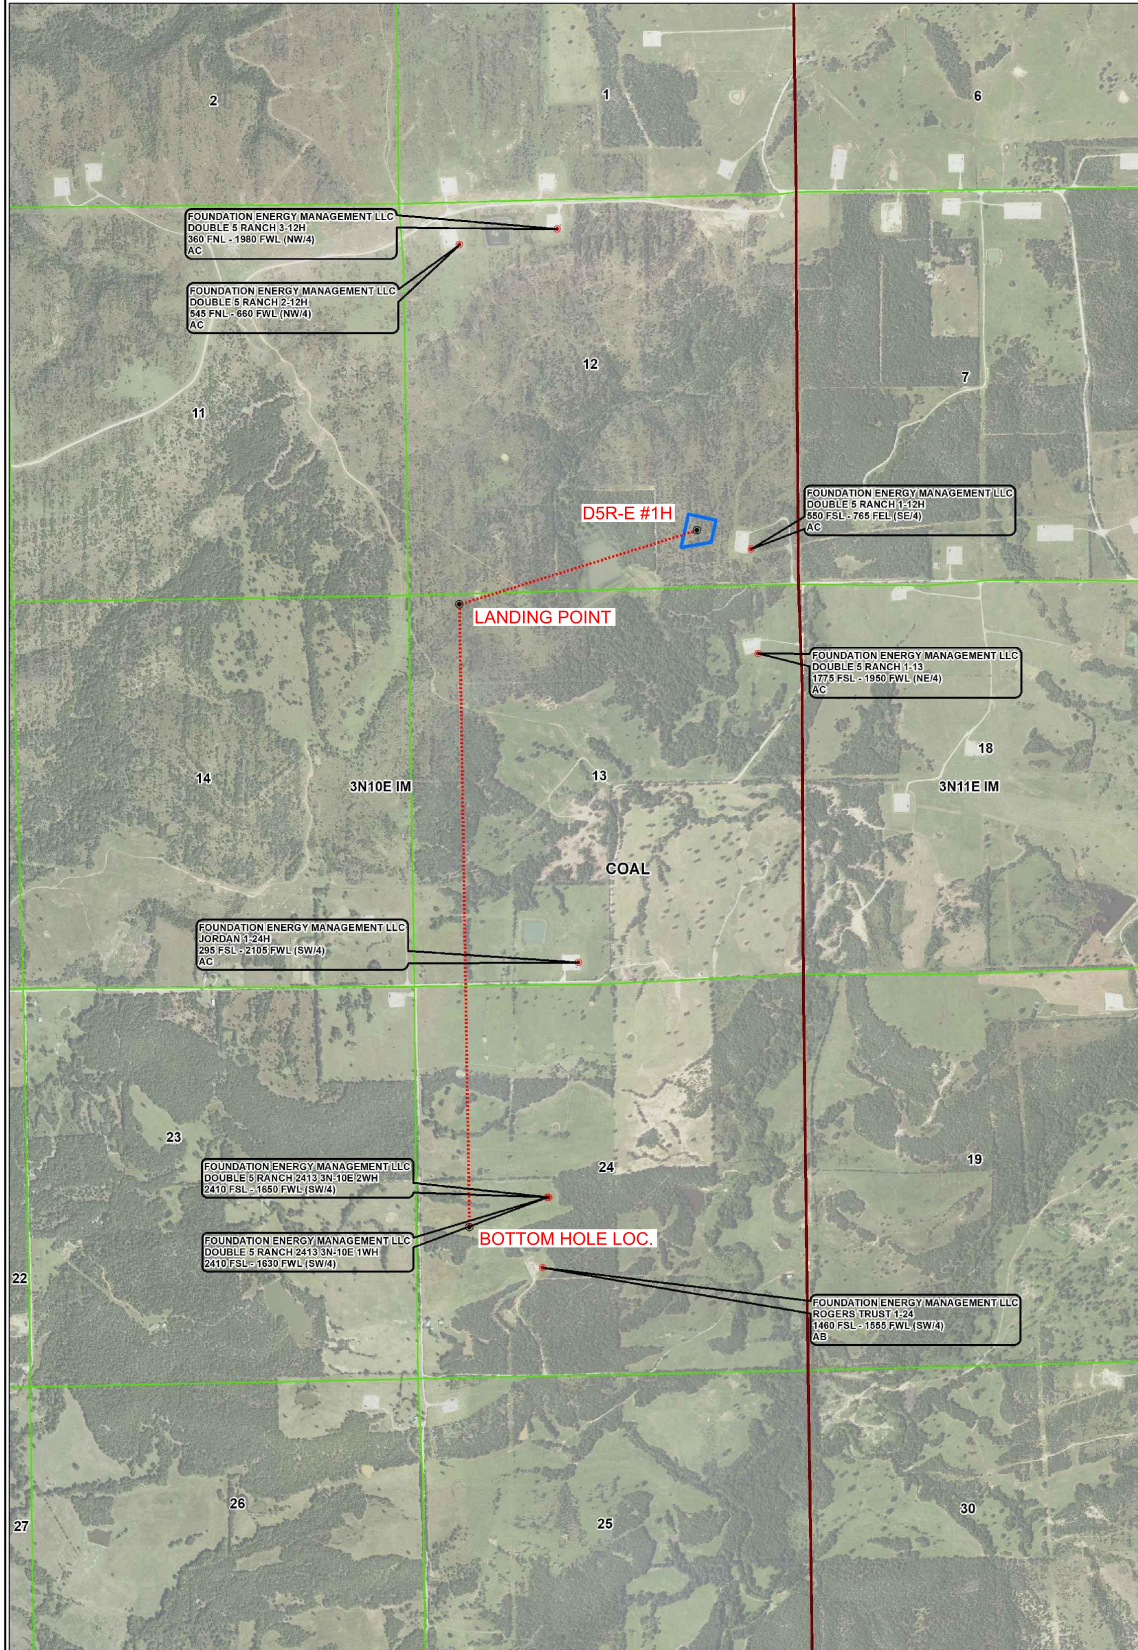 2
1
6
FOUNDATION ENERGY MANAGEMENT LLC
DOUBLE 5 RANCH 3-12H
360 FNL - 1980 FWL (NW/4)
AC
FOUNDATION ENERGY MANAGEMENT LLC
DOUBLE 5 RANCH 2-12H
545 FNL - 660 FWL (NW/4)
AC
12
7
11
D5R-E #1H
FOUNDATION ENERGY MANAGEMENT LLC
DOUBLE 5 RANCH 1-12H
550 FSL - 765 FEL (SE/4)
AC
LANDING POINT
FOUNDATION ENERGY MANAGEMENT LLC
DOUBLE 5 RANCH 1-13
1775 FSL - 1950 FWL (NE/4)
AC
14
3N10E IM
13
18
3N11E IM
COAL
FOUNDATION ENERGY MANAGEMENT LLC
JORDAN 1-24H
295 FSL - 2105 FWL (SW/4)
AC
23
24
19
FOUNDATION ENERGY MANAGEMENT LLC
DOUBLE 5 RANCH 2413 3N-10E 2WH
2410 FSL - 1650 FWL (SW/4)
FOUNDATION ENERGY MANAGEMENT LLC
DOUBLE 5 RANCH 2413 3N-10E 1WH
2410 FSL - 1630 FWL (SW/4)
BOTTOM HOLE LOC.
22
FOUNDATION ENERGY MANAGEMENT LLC
ROGERS TRUST 1-24
1460 FSL - 1555 FWL (SW/4)
AB
26
27
25
30